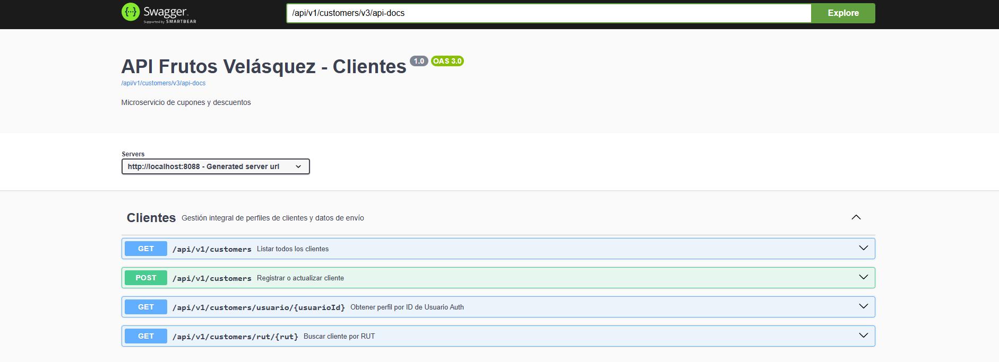 Swagger
Supported by SMARTBEAR
/api/v1/customers/v3/api-docs
Explore
API Frutos Velásquez - Clientes 1.0 OAS 3.0
/api/v1/customers/v3/api-docs
Microservicio de cupones y descuentos
Servers
http://localhost:8088 - Generated server url
Clientes Gestión integral de perfiles de clientes y datos de envío
GET /api/v1/customers Listar todos los clientes
POST /api/v1/customers Registrar o actualizar cliente
GET /api/v1/customers/usuario/{usuarioId} Obtener perfil por ID de Usuario Auth
GET /api/v1/customers/rut/{rut} Buscar cliente por RUT